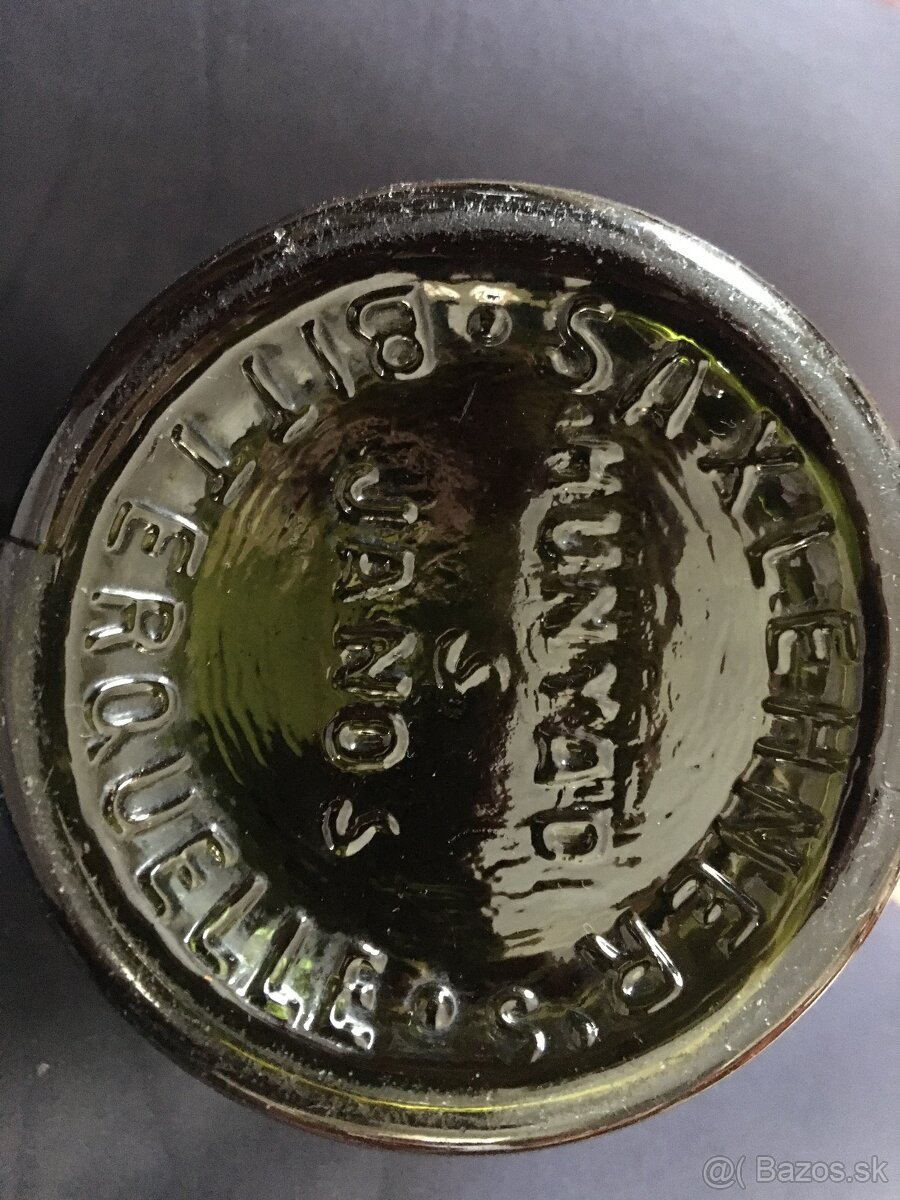 SAXLEHNER'S
BITTERQUELLE
HUNYADI
S
JANOS
@( Bazos.sk